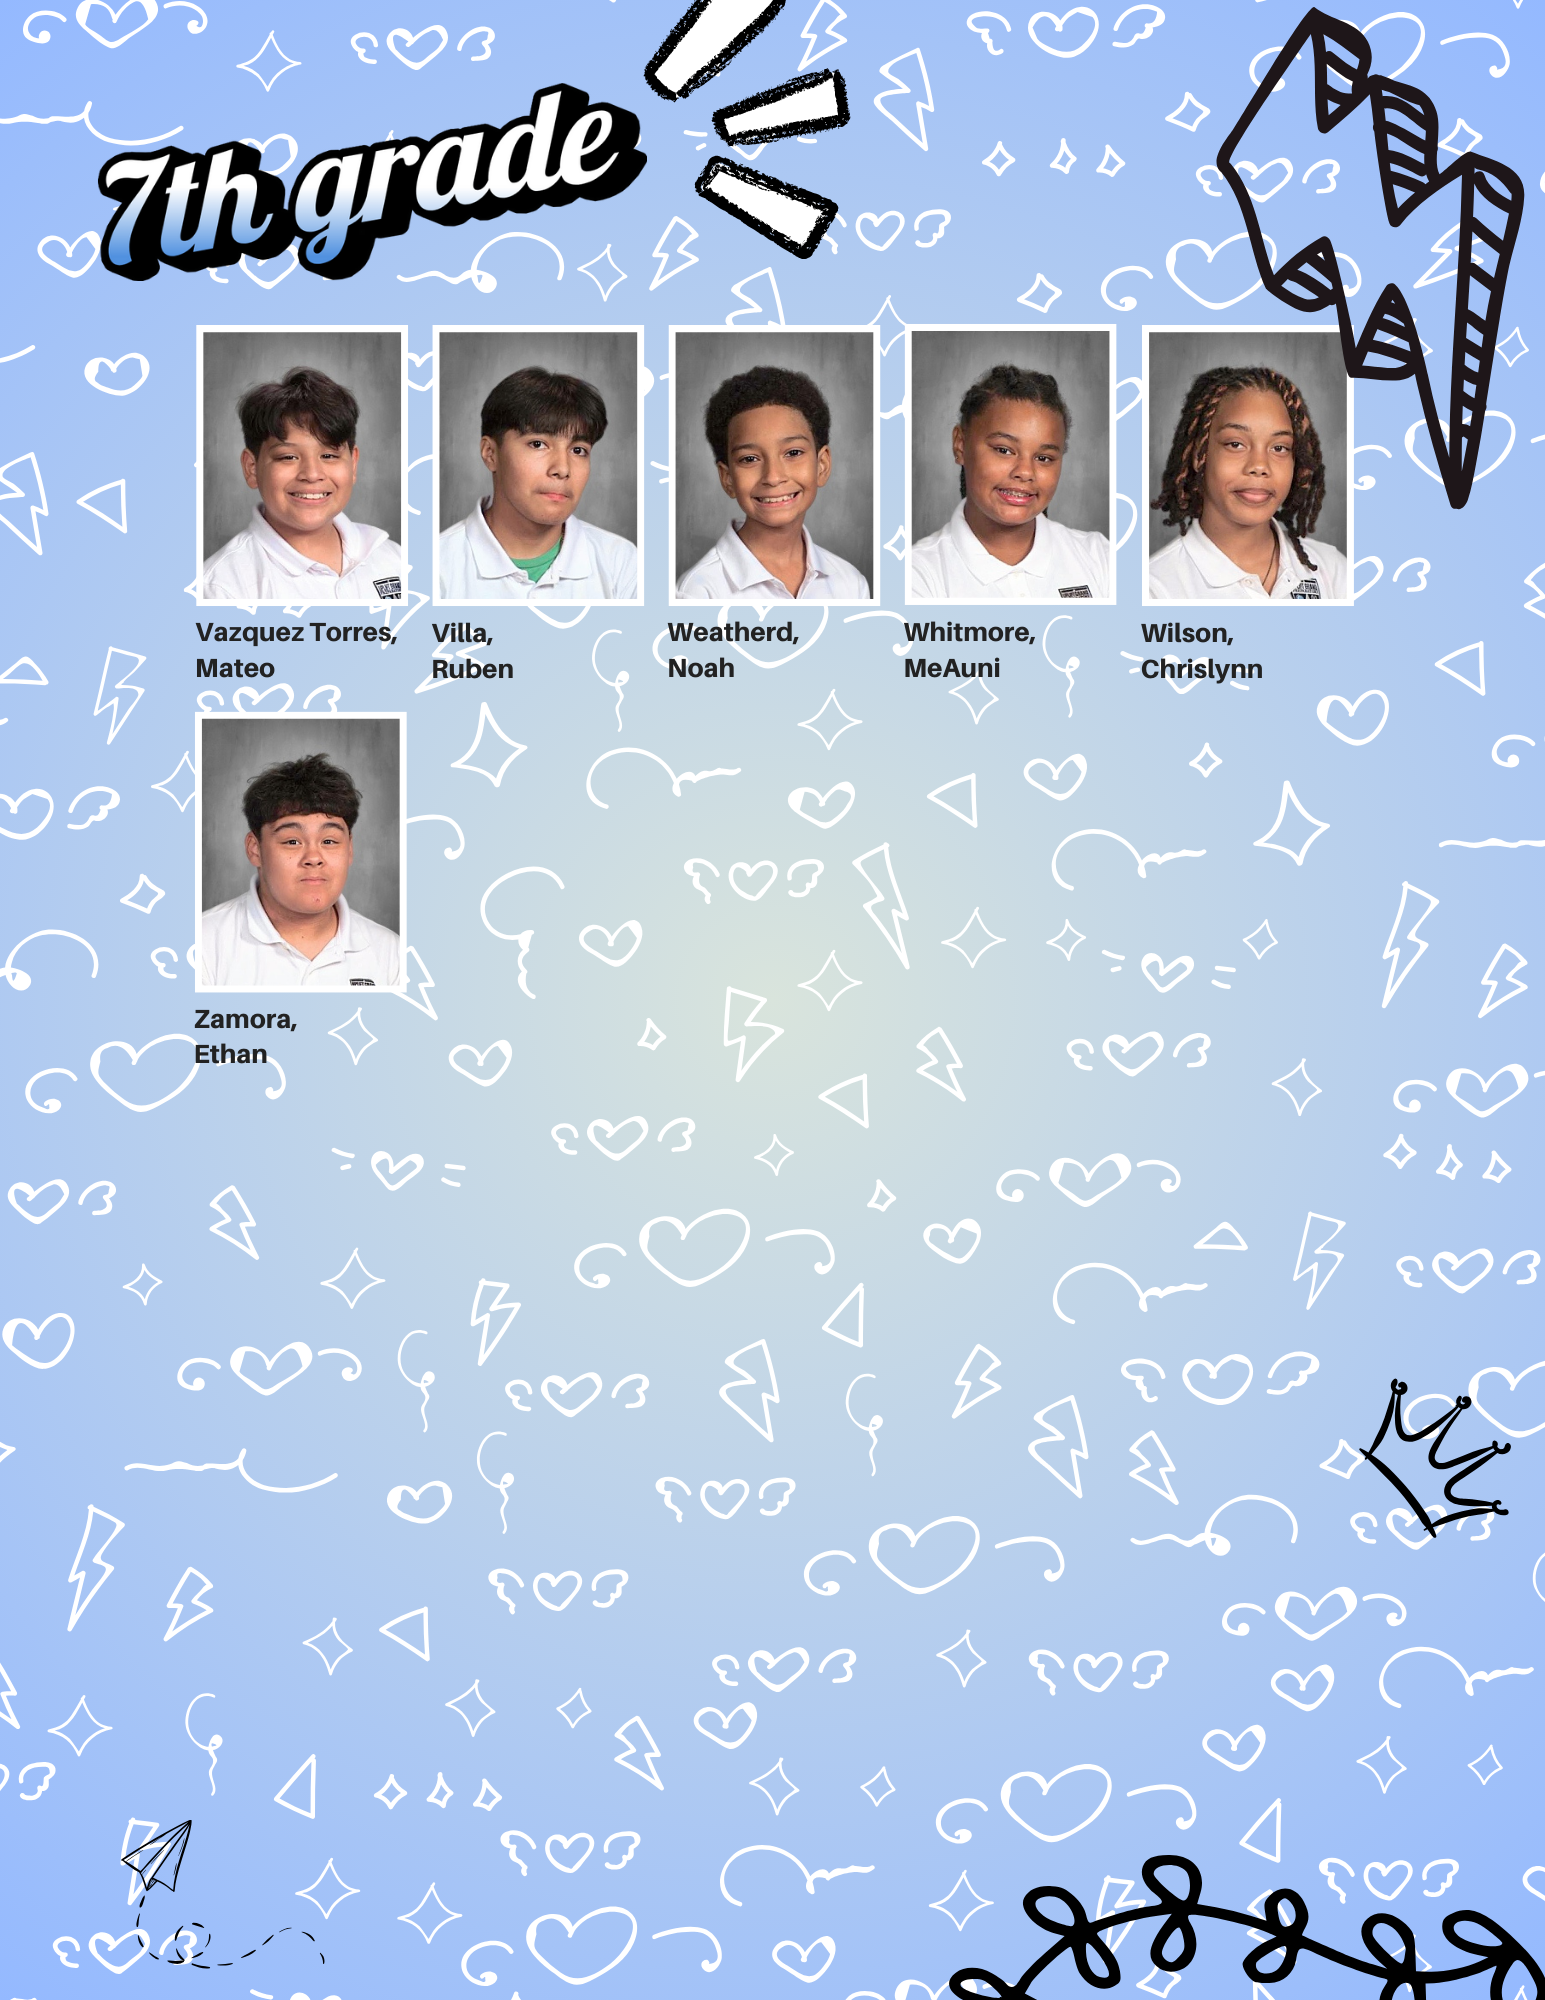 7th grade
Vazquez Torres,
Mateo
Villa,
Ruben
Weatherd,
Noah
Whitmore,
MeAuni
Wilson,
Chrislynn
Zamora,
Ethan